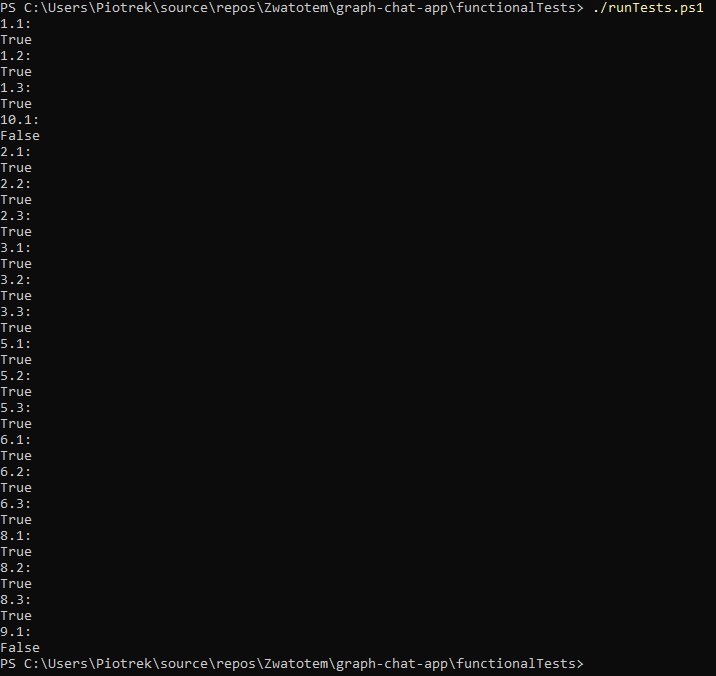 PS C:\Users\Piotrek\source\repos\Zwatotem\graph-chat-app\functionalTests> ./runTests.ps1
1.1:
True
1.2:
True
1.3:
True
10.1:
False
2.1:
True
2.2:
True
2.3:
True
3.1:
True
3.2:
True
3.3:
True
5.1:
True
5.2:
True
5.3:
True
6.1:
True
6.2:
True
6.3:
True
8.1:
True
8.2:
True
8.3:
True
9.1:
False
PS C:\Users\Piotrek\source\repos\Zwatotem\graph-chat-app\functionalTests>